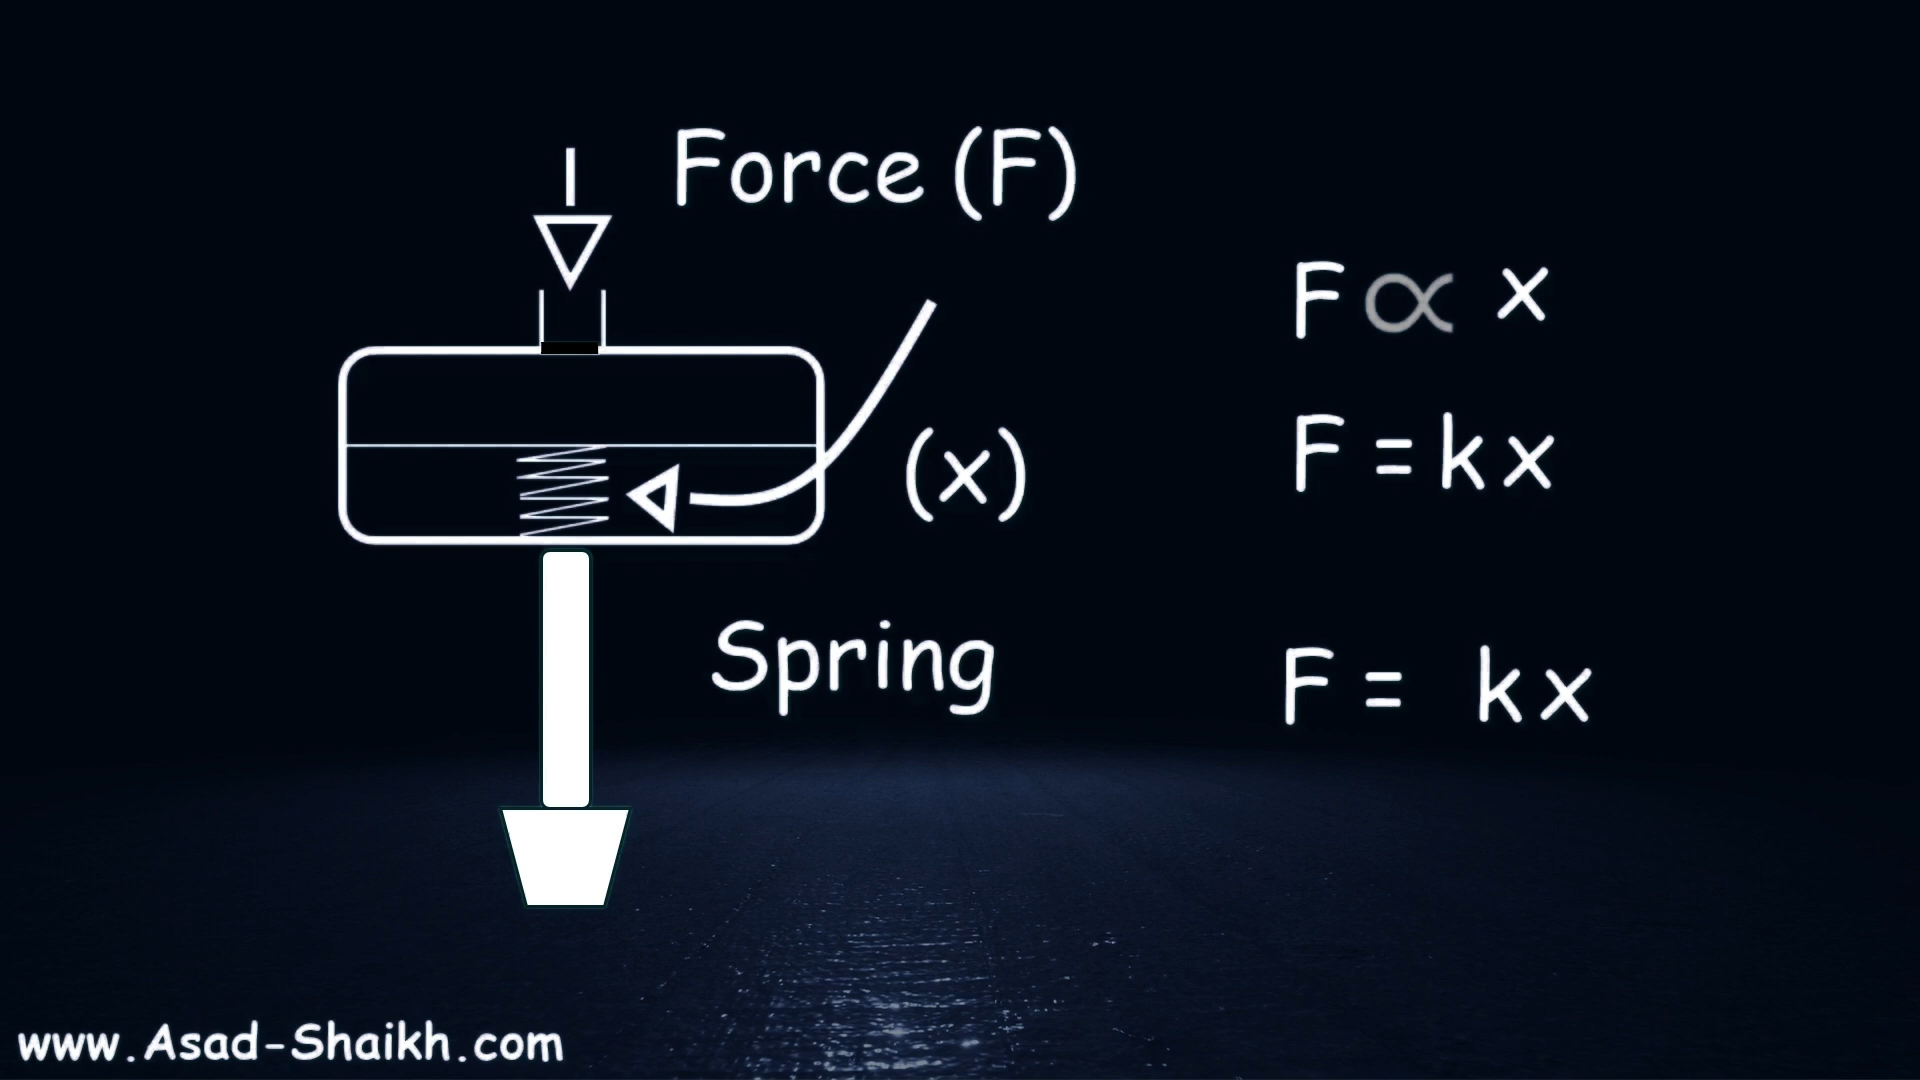 Force (F)
F ∝ x
F = kx
(x)
Spring
F = kx
www.Asad-Shaikh.com